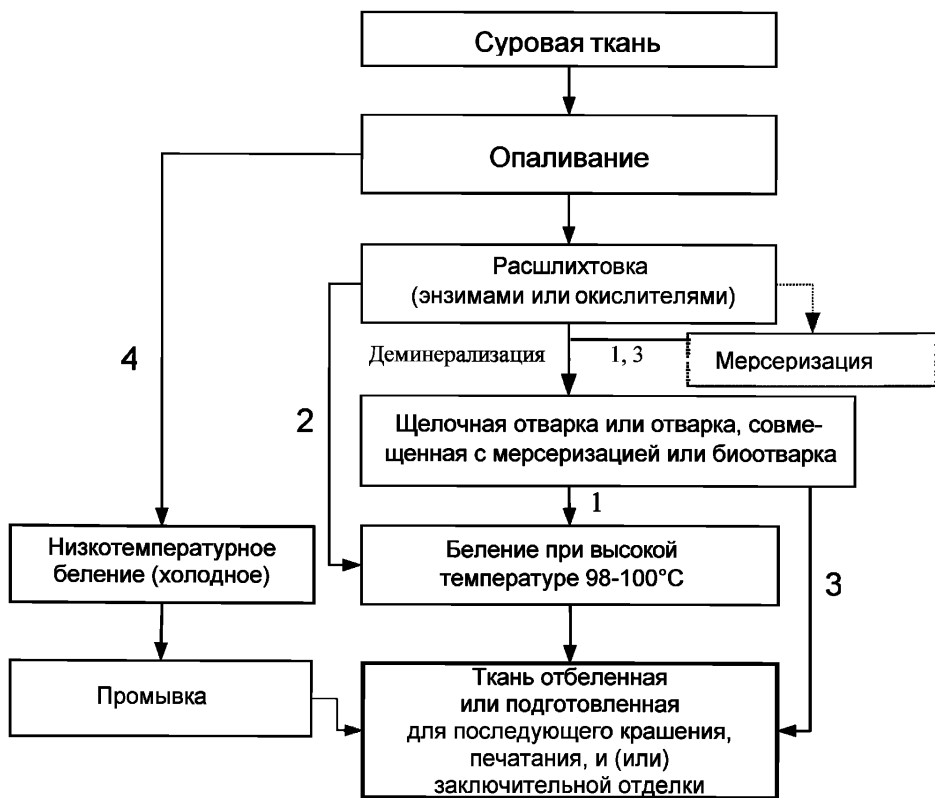 Суровая ткань
Опаливание
Расшлихтовка
(энзимами или окислителями)
4
Деминерализация
1, 3
Мерсеризация
2
Щелочная отварка или отварка, совме-
щенная с мерсеризацией или биоотварка
1
Низкотемпературное
беление (холодное)
Беление при высокой
температуре 98-100°C
3
Промывка
Ткань отбеленная
или подготовленная
для последующего крашения,
печатания, и (или)
заключительной отделки